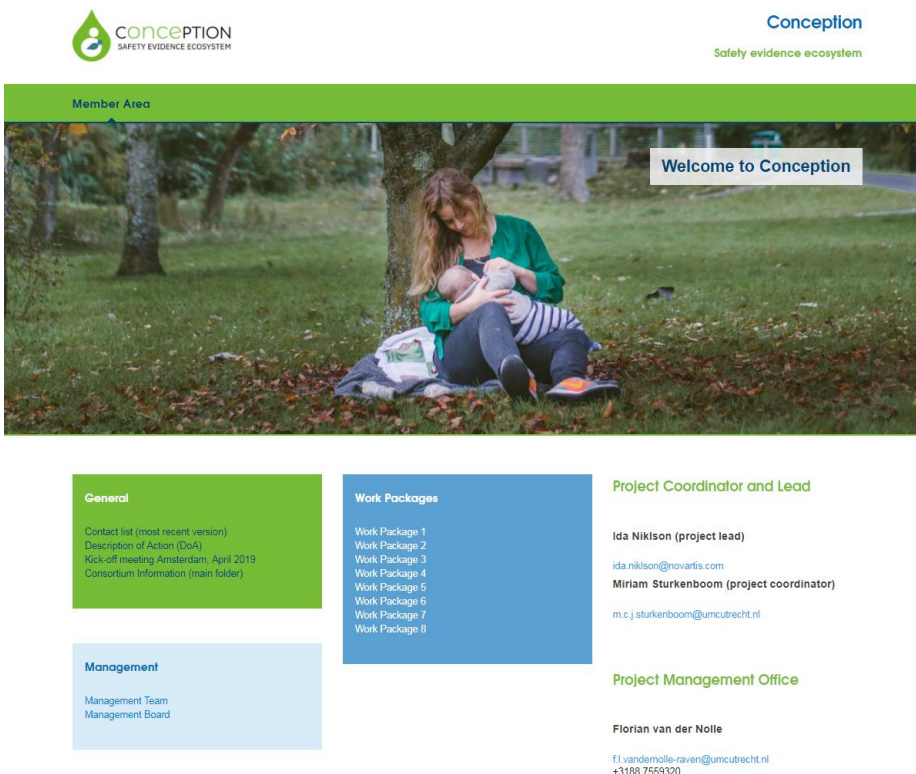 CONCEPTION
SAFETY EVIDENCE ECOSYSTEM
Conception
Safety evidence ecosystem
Member Area
Welcome to Conception
General
Contact list (most recent version)
Description of Action (DoA)
Kick-off meeting Amsterdam, April 2019
Consortium Information (main folder)
Management
Management Team
Management Board
Work Packages
Work Package 1
Work Package 2
Work Package 3
Work Package 4
Work Package 5
Work Package 6
Work Package 7
Work Package 8
Project Coordinator and Lead
Ida Niklson (project lead)
ida.niklson@novartis.com
Miriam Sturkenboom (project coordinator)
m.c.j.sturkenboom@umcutrecht.nl
Project Management Office
Florian van der Nolle
f.l.vandernolle-raven@umcutrecht.nl
+3188 7559320